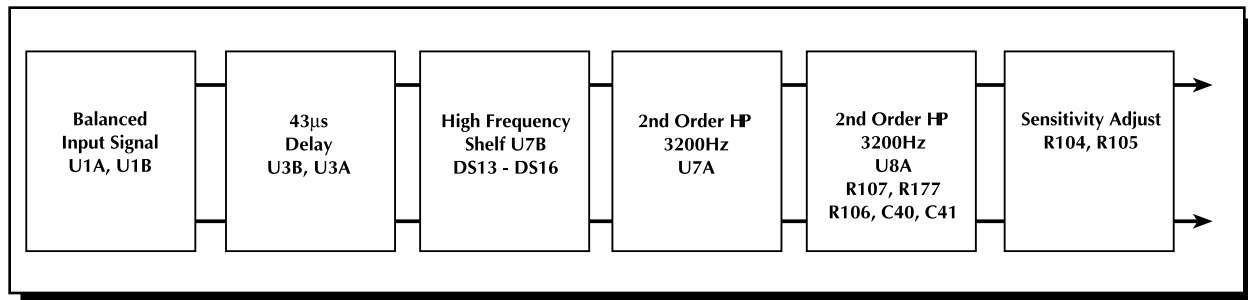 Balanced
Input Signal
U1A, U1B
43µs
Delay
U3B, U3A
High Frequency
Shelf U7B
DS13 - DS16
2nd Order HP
3200Hz
U7A
2nd Order HP
3200Hz
U8A
R107, R177
R106, C40, C41
Sensitivity Adjust
R104, R105